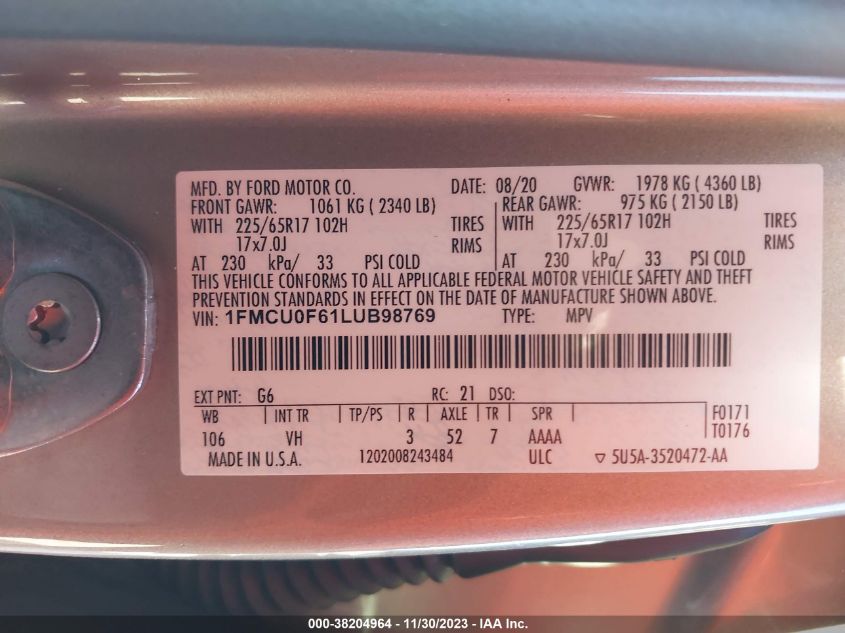 MFD. BY FORD MOTOR CO. DATE: 08/20 GVWR: 1978 KG ( 4360 LB)
FRONT GAWR: 1061 KG ( 2340 LB) REAR GAWR: 975 KG ( 2150 LB)
WITH 225/65R17 102H TIRES WITH 225/65R17 102H TIRES
17x7.0J RIMS 17x7.0J RIMS
AT 230 kPa/ 33 PSI COLD AT 230 kPa/ 33 PSI COLD
THIS VEHICLE CONFORMS TO ALL APPLICABLE FEDERAL MOTOR VEHICLE SAFETY AND THEFT
PREVENTION STANDARDS IN EFFECT ON THE DATE OF MANUFACTURE SHOWN ABOVE.
VIN: 1FMCU0F61LUB98769 TYPE: MPV
EXT PNT: G6 RC: 21 DSO:
WB INT TR TP/PS R AXLE TR SPR F0171
106 VH 3 52 7 AAAA T0176
MADE IN U.S.A. 1202008243484 ULC ▽ 5U5A-3520472-AA
000-38204964 - 11/30/2023 - IAA Inc.